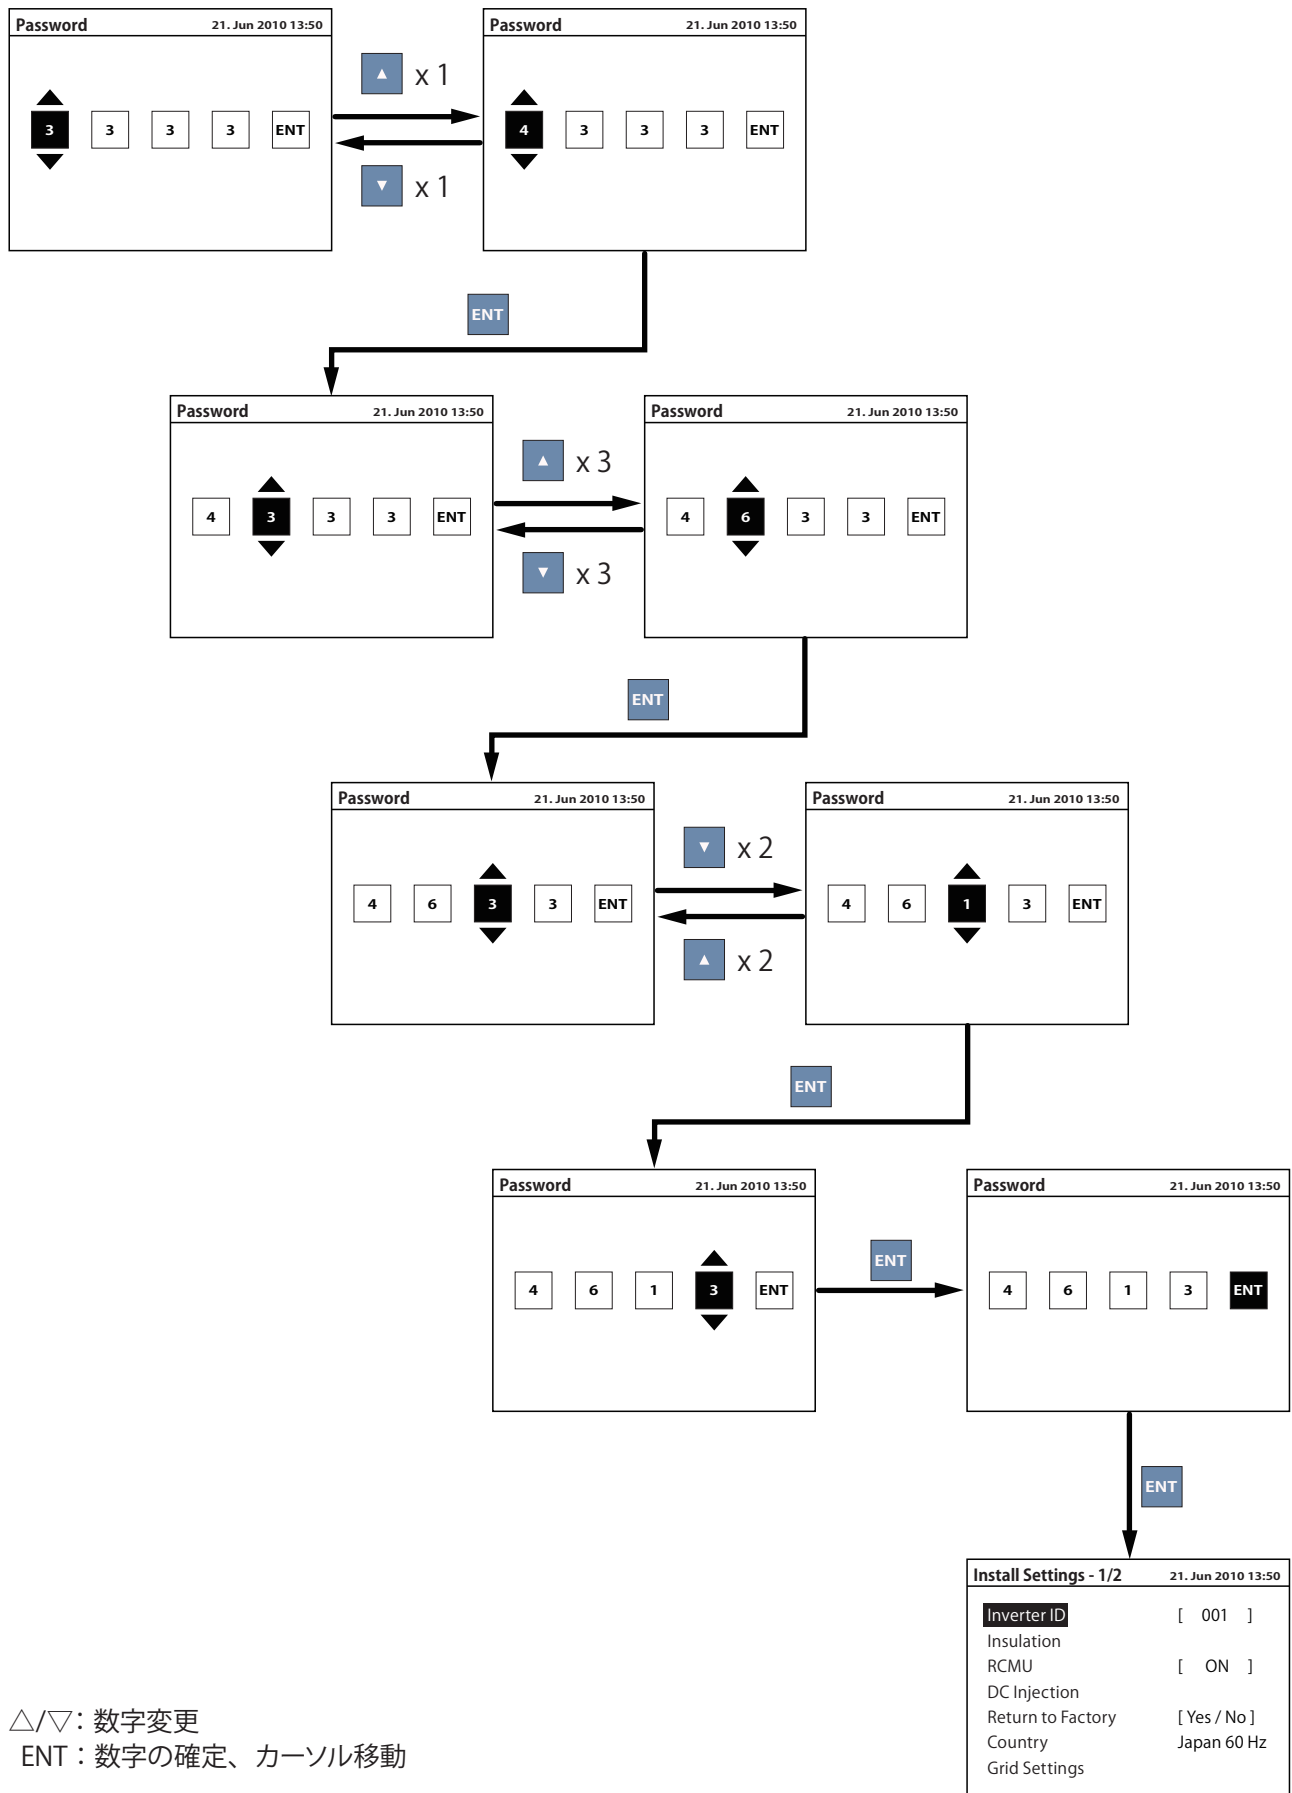 Password 21. Jun 2010 13:50
Password 21. Jun 2010 13:50
▲ x 1
3 3 3 3 ENT
4 3 3 3 ENT
▼ x 1
ENT
Password 21. Jun 2010 13:50
Password 21. Jun 2010 13:50
▲ x 3
4 3 3 3 ENT
4 6 3 3 ENT
▼ x 3
ENT
Password 21. Jun 2010 13:50
Password 21. Jun 2010 13:50
▼ x 2
4 6 3 3 ENT
4 6 1 3 ENT
▲ x 2
ENT
Password 21. Jun 2010 13:50
Password 21. Jun 2010 13:50
ENT
4 6 1 3 ENT
4 6 1 3 ENT
ENT
Install Settings - 1/2 21. Jun 2010 13:50
Inverter ID [ 001 ]
Insulation
RCMU [ ON ]
DC Injection
Return to Factory [ Yes / No ]
Country Japan 60 Hz
Grid Settings
△/▽：数字変更
ENT：数字の確定、カーソル移動